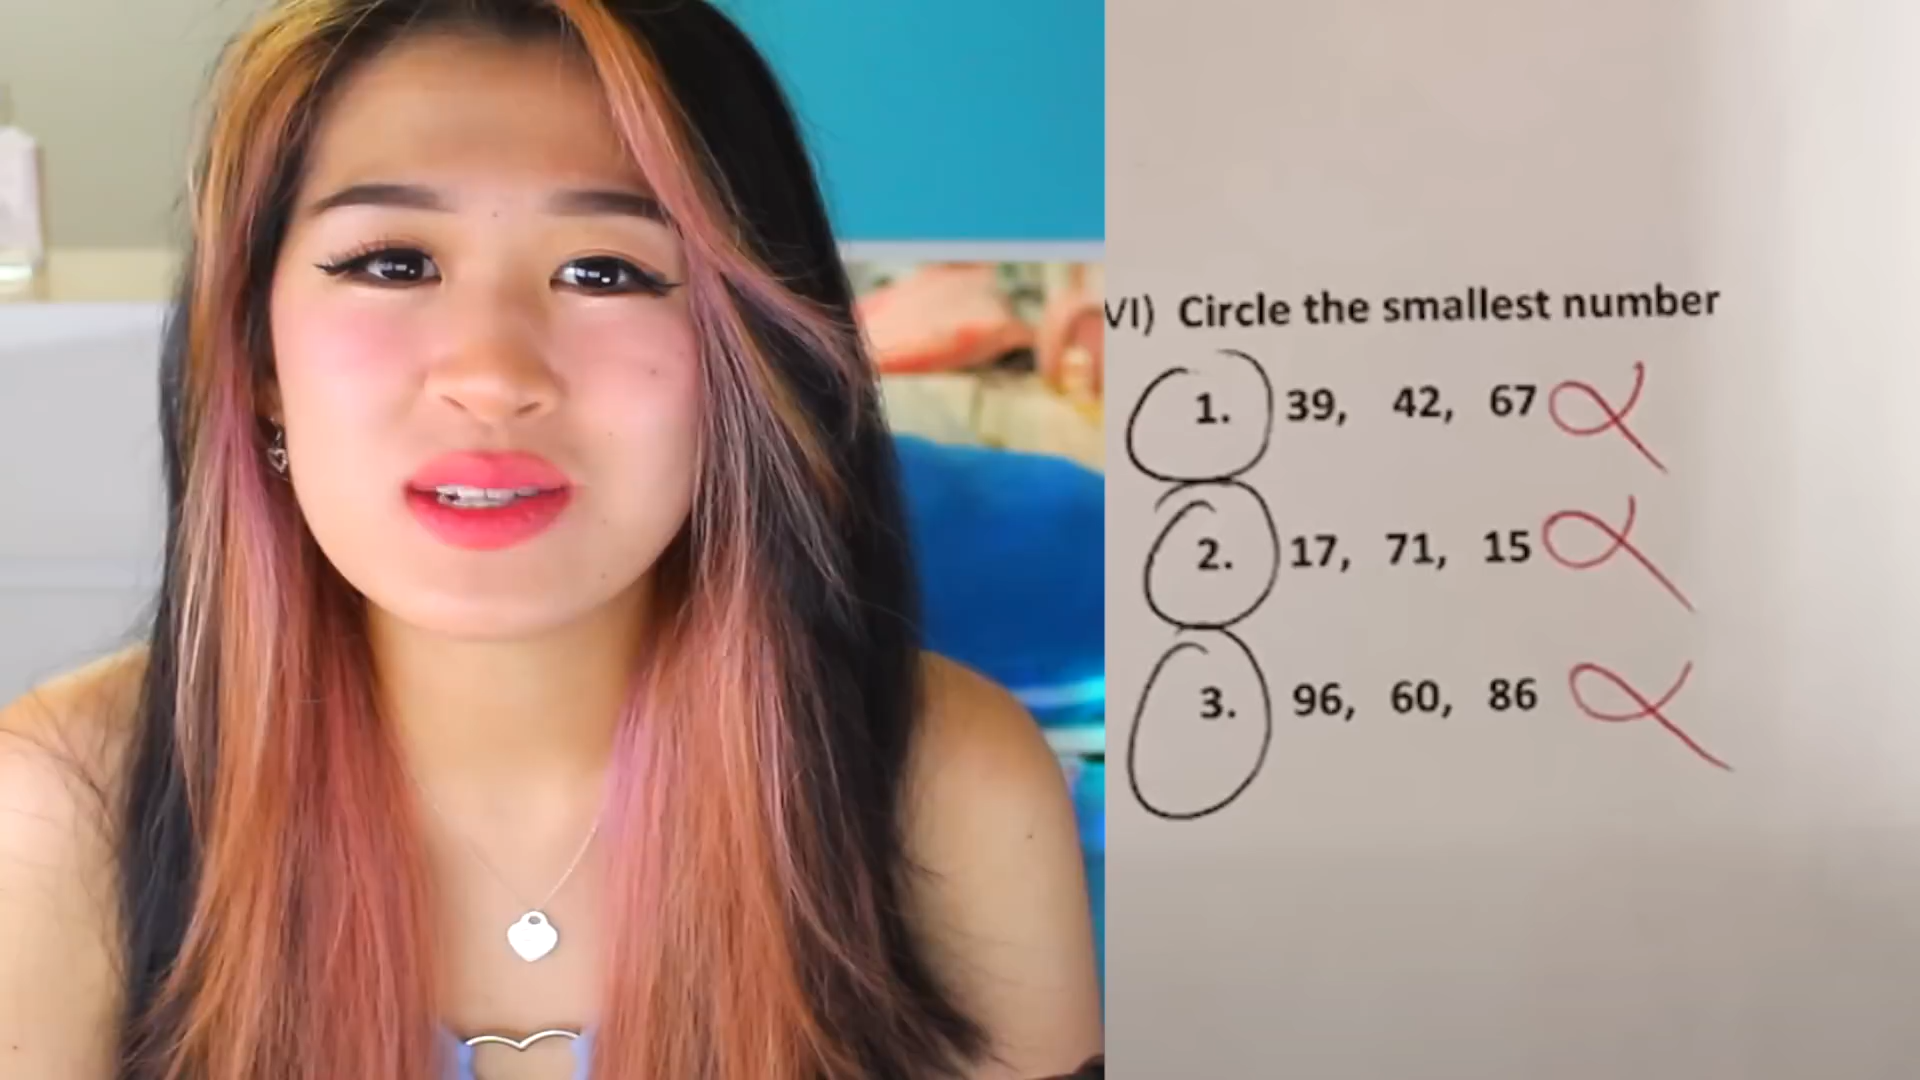 VI) Circle the smallest number
1. 39, 42, 67
2. 17, 71, 15
3. 96, 60, 86